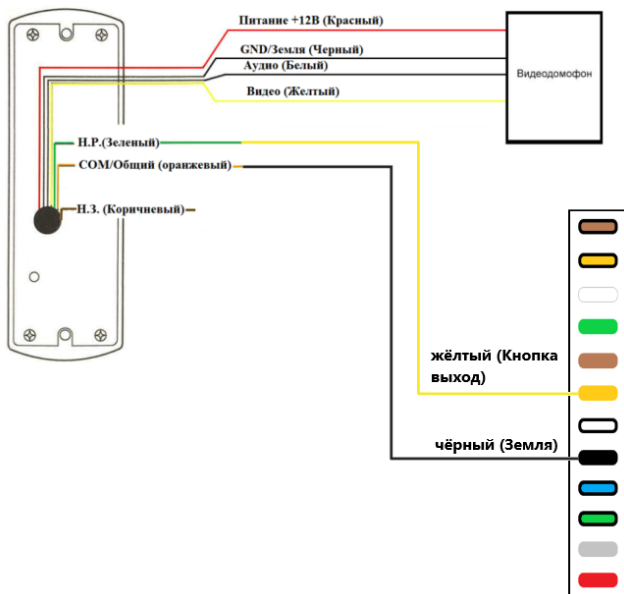 Питание +12В (Красный)
GND/Земля (Черный)
Аудио (Белый)
Видео (Желтый)
Видеодомофон
Н.Р.(Зеленый)
COM/Общий (оранжевый)
Н.З. (Коричневый)
жёлтый (Кнопка
выход)
чёрный (Земля)